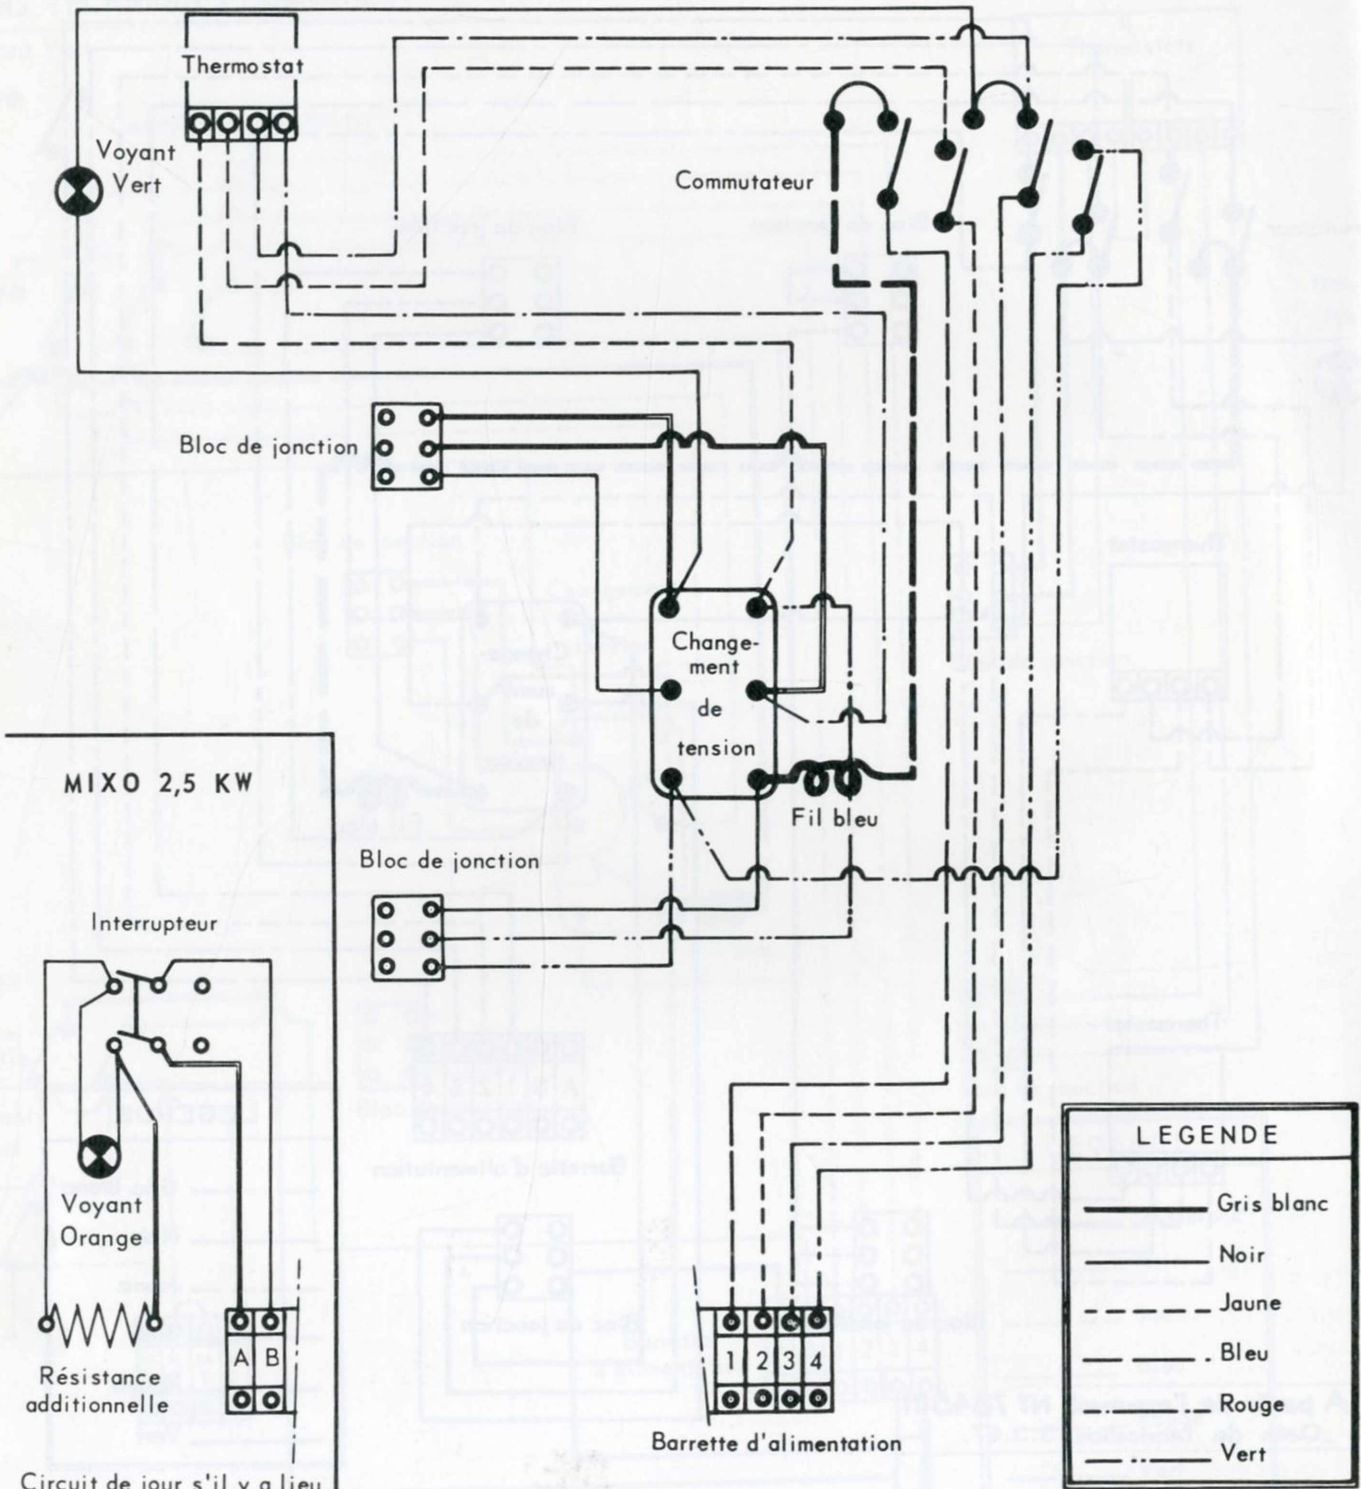 Thermostat
Voyant
Vert
Commutateur
Bloc de jonction
Change-
ment
de
tension
MIXO 2,5 KW
Fil bleu
Bloc de jonction
Interrupteur
Voyant
Orange
Résistance
additionnelle
A B
1 2 3 4
Barrette d'alimentation
Circuit de jour s'il y a lieu
LEGENDE
Gris blanc
Noir
Jaune
Bleu
Rouge
Vert